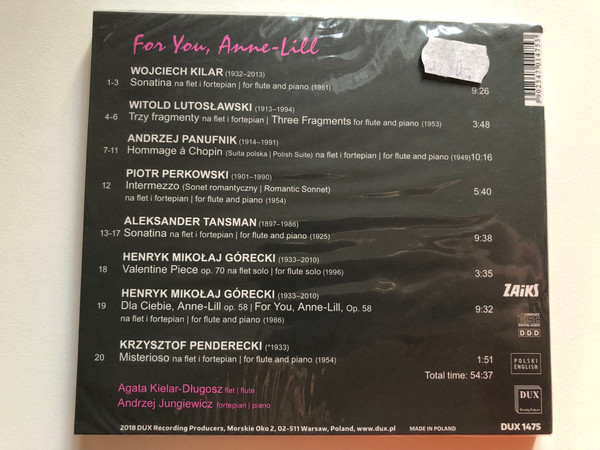 For You, Anne-Lill
WOJCIECH KILAR (1932–2013)
1-3 Sonatina na flet i fortepian | for flute and piano (1951) 9:26
WITOLD LUTOSŁAWSKI (1913–1994)
4-6 Trzy fragmenty na flet i fortepian | Three Fragments for flute and piano (1953) 3:48
ANDRZEJ PANUFNIK (1914–1991)
7-11 Hommage à Chopin (Suita polska | Polish Suite) na flet i fortepian | for flute and piano (1949) 10:16
PIOTR PERKOWSKI (1901–1990)
12 Intermezzo (Sonet romantyczny | Romantic Sonnet) 5:40
na flet i fortepian | for flute and piano (1954)
ALEKSANDER TANSMAN (1897–1986)
13-17 Sonatina na flet i fortepian | for flute and piano (1925) 9:38
HENRYK MIKOŁAJ GÓRECKI (1933–2010)
18 Valentine Piece op. 70 na flet solo | for flute solo (1996) 3:35
HENRYK MIKOŁAJ GÓRECKI (1933–2010)
19 Dla Ciebie, Anne-Lill op. 58 | For You, Anne-Lill, Op. 58 9:32
na flet i fortepian | for flute and piano (1986)
KRZYSZTOF PENDERECKI (*1933)
20 Misterioso na flet i fortepian | for flute and piano (1954) 1:51
Total time: 54:37
Agata Kielar-Długosz flet | flute
Andrzej Jungiewicz fortepian | piano
2018 DUX Recording Producers, Morskie Oko 2, 02-511 Warsaw, Poland, www.dux.pl MADE IN POLAND
5902547014753
ZAiKS
COMPACT
disc
DIGITAL AUDIO
DDD
POLSKI
ENGLISH
DUX
Recording Producers
DUX 1475